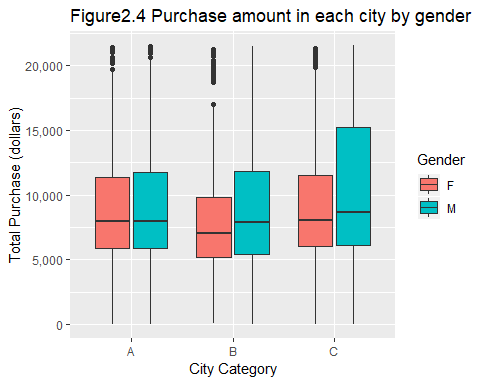 Figure2.4 Purchase amount in each city by gender
Total Purchase (dollars)
20,000
15,000
10,000
5,000
0
A B C
City Category
Gender
F
M